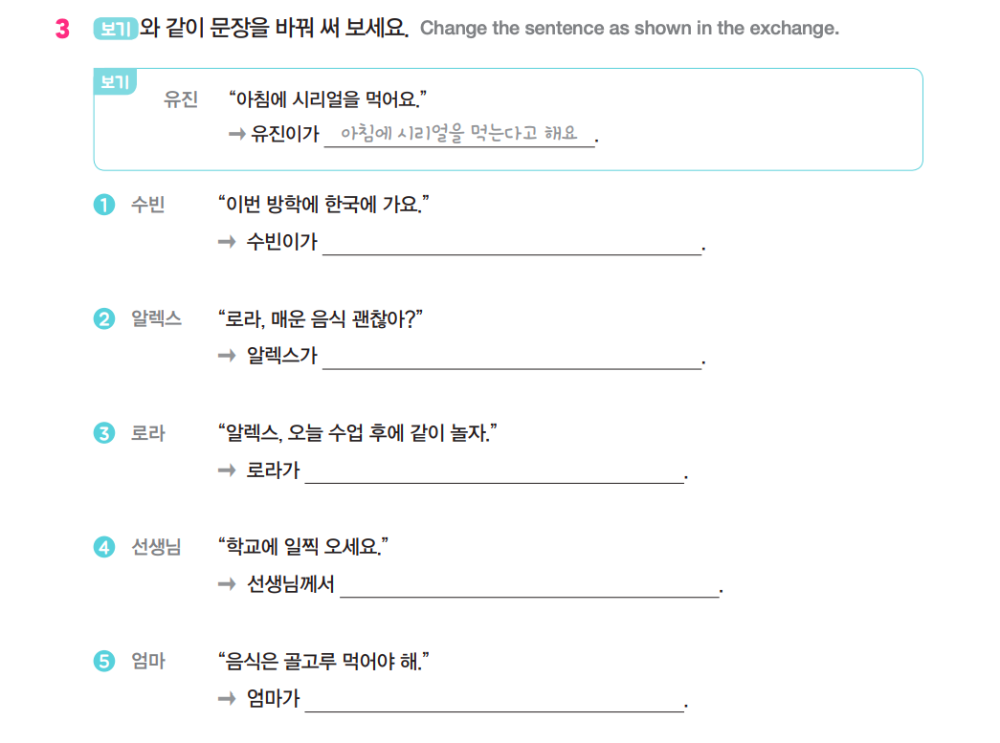 3 보기와 같이 문장을 바꿔 써 보세요. Change the sentence as shown in the exchange.
보기
유진 “아침에 시리얼을 먹어요.”
➞ 유진이가 아침에 시리얼을 먹는다고 해요.
1 수빈 “이번 방학에 한국에 가요.”
➞ 수빈이가 .
2 알렉스 “로라, 매운 음식 괜찮아?”
➞ 알렉스가 .
3 로라 “알렉스, 오늘 수업 후에 같이 놀자.”
➞ 로라가 .
4 선생님 “학교에 일찍 오세요.”
➞ 선생님께서 .
5 엄마 “음식은 골고루 먹어야 해.”
➞ 엄마가 .